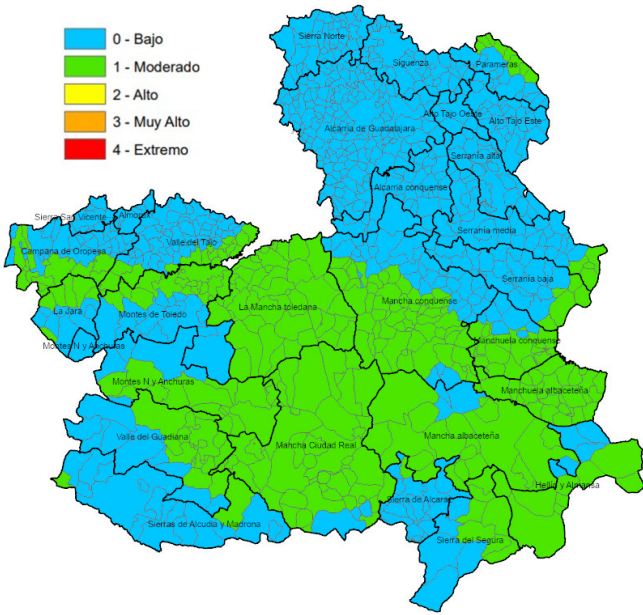 0 - Bajo
1 - Moderado
2 - Alto
3 - Muy Alto
4 - Extremo
Sierra Norte
Siguenza
Parameras
Alto Tajo Oeste
Alto Tajo Este
Alcarria de Guadalajara
Serranía alta
Alcarria conquense
Sierra San Vicente
Almorox
Serranía media
Valle del Tajo
Campana de Oropesa
Serranía baja
La Mancha toledana
Mancha conquense
La Jara
Montes de Toledo
Manchuela conquense
Montes N y Anchuras
Montes N y Anchuras
Manchuela albaceteña
Valle del Guadiana
Mancha Ciudad Real
Mancha albaceteña
Hellín y Almansa
Sierra de Alcaraz
Sierras de Alcudia y Madrona
Sierra del Segura